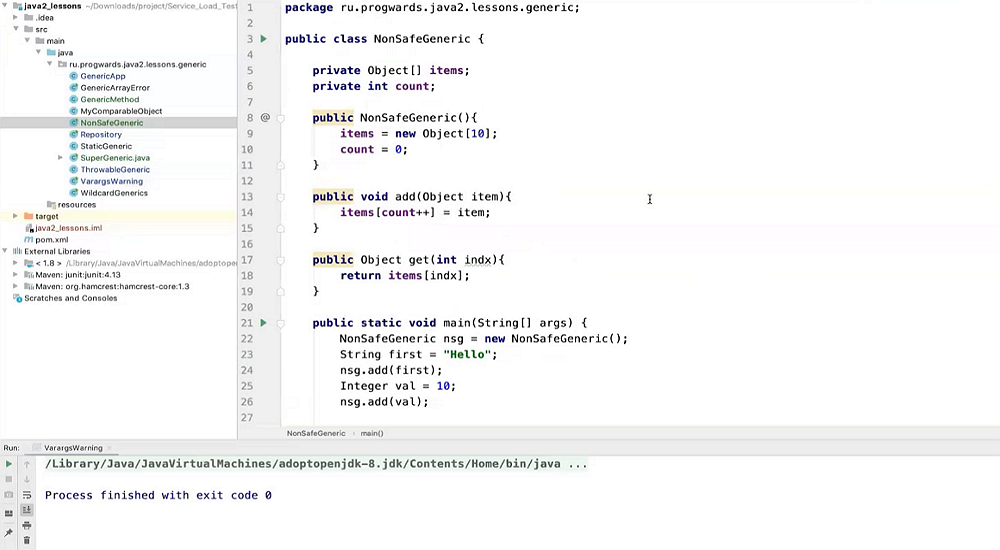 java2_lessons ~/Downloads/project/Service_Load_Test
.idea
src
main
java
ru.progwards.java2.lessons.generic
GenericApp
GenericArrayError
GenericMethod
MyComparableObject
NonSafeGeneric
Repository
StaticGeneric
SuperGeneric.java
ThrowableGeneric
VarargsWarning
WildcardGenerics
resources
target
java2_lessons.iml
pom.xml
External Libraries
< 1.8 > /Library/Java/JavaVirtualMachines/adoptope
Maven: junit:junit:4.13
Maven: org.hamcrest:hamcrest-core:1.3
Scratches and Consoles
1 package ru.progwards.java2.lessons.generic;
2
3 public class NonSafeGeneric {
4
5 private Object[] items;
6 private int count;
7
8 @ public NonSafeGeneric(){
9 items = new Object[10];
10 count = 0;
11 }
12
13 public void add(Object item){
14 items[count++] = item;
15 }
16
17 public Object get(int indx){
18 return items[indx];
19 }
20
21 public static void main(String[] args) {
22 NonSafeGeneric nsg = new NonSafeGeneric();
23 String first = "Hello";
24 nsg.add(first);
25 Integer val = 10;
26 nsg.add(val);
27
NonSafeGeneric › main()
Run: VarargsWarning ×
/Library/Java/JavaVirtualMachines/adoptopenjdk-8.jdk/Contents/Home/bin/java ...
Process finished with exit code 0